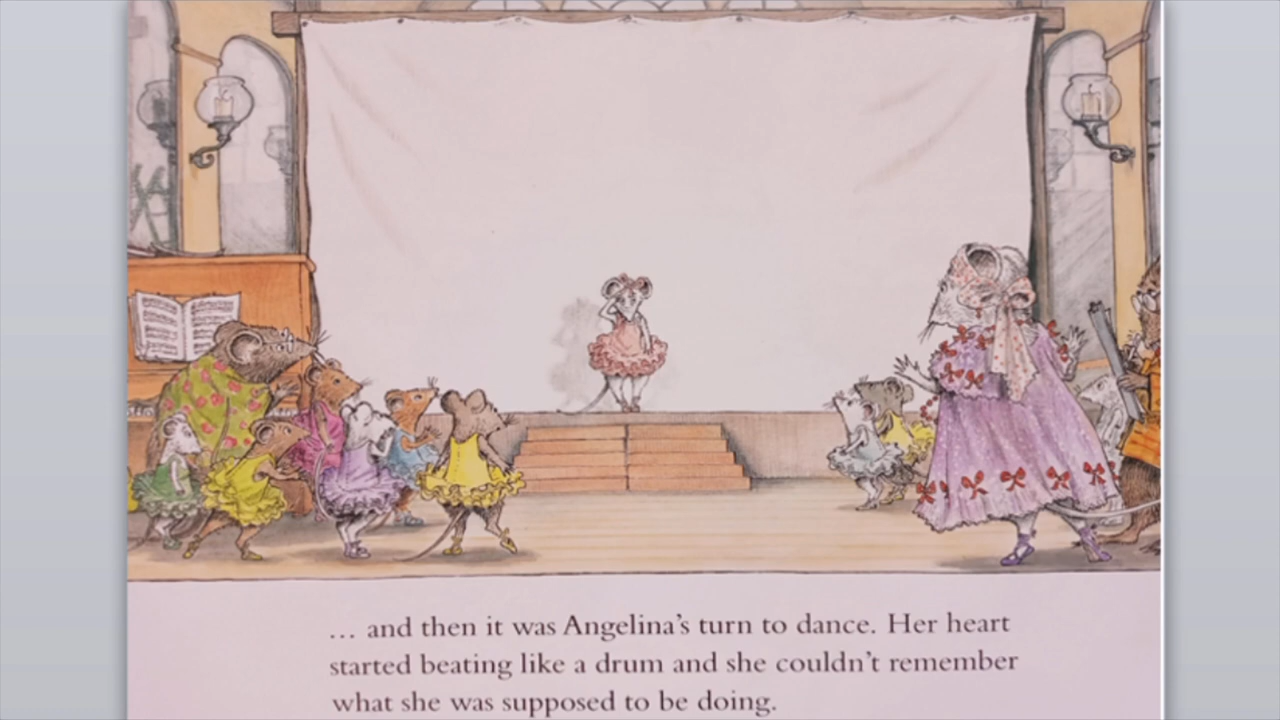 ... and then it was Angelina's turn to dance. Her heart
started beating like a drum and she couldn't remember
what she was supposed to be doing.